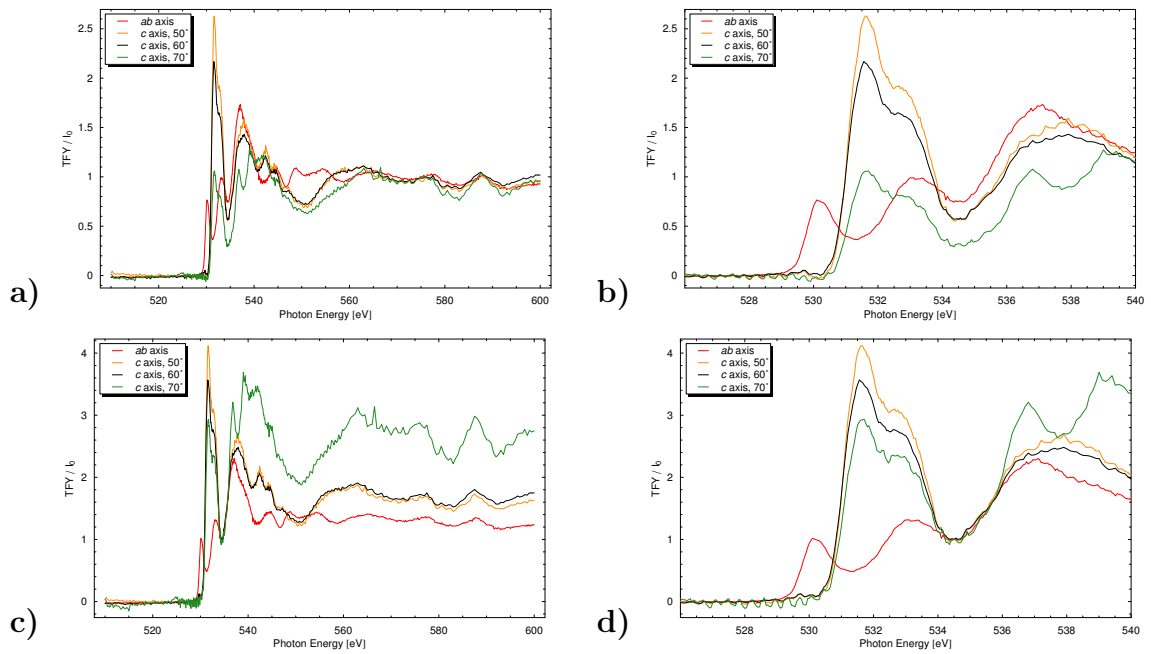 ab axis
c axis, 50°
c axis, 60°
c axis, 70°
TFY / I0
2.5
2
1.5
1
0.5
0
520
540
560
580
600
Photon Energy [eV]
a)
ab axis
c axis, 50°
c axis, 60°
c axis, 70°
TFY / I0
2.5
2
1.5
1
0.5
0
528
530
532
534
536
538
540
Photon Energy [eV]
b)
ab axis
c axis, 50°
c axis, 60°
c axis, 70°
TFY / I0
4
3
2
1
0
520
540
560
580
600
Photon Energy [eV]
c)
ab axis
c axis, 50°
c axis, 60°
c axis, 70°
TFY / I0
4
3
2
1
0
528
530
532
534
536
538
540
Photon Energy [eV]
d)